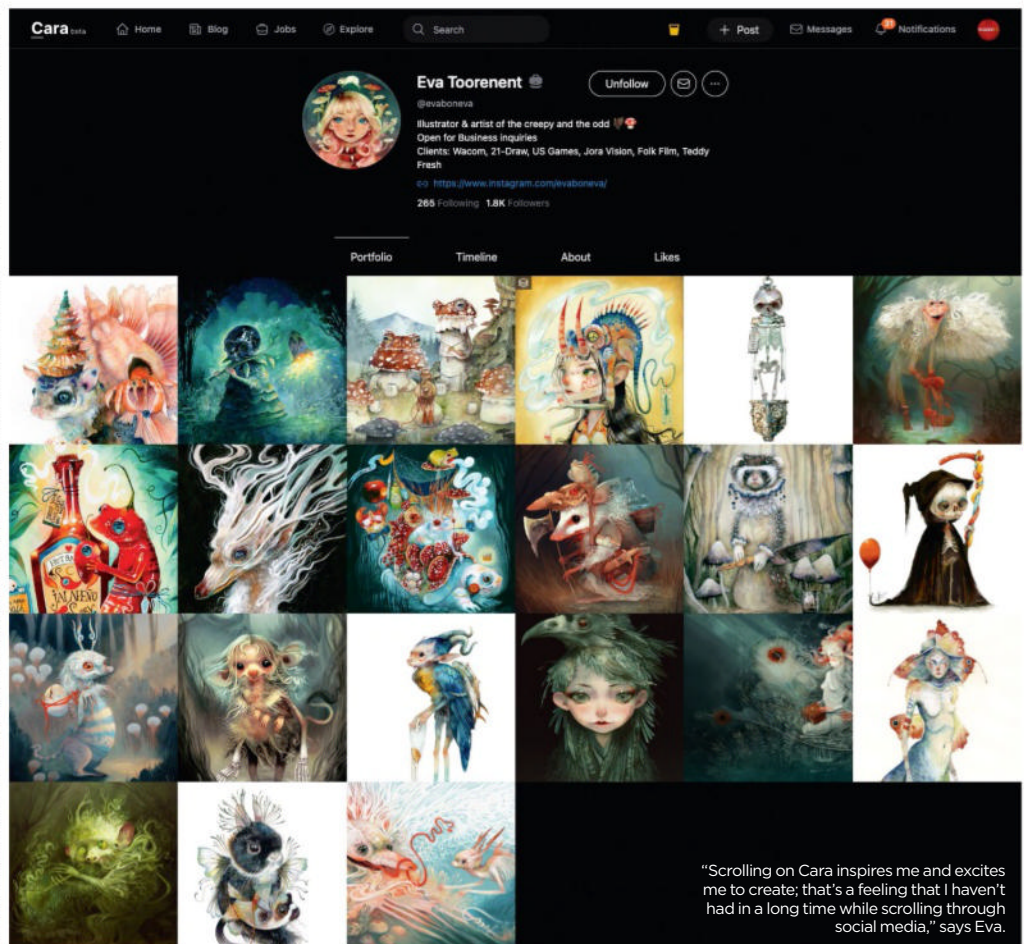 Cara beta Home Blog Jobs Explore Search + Post Messages 21 Notifications
Eva Toorenent Unfollow
@evaboneva
Illustrator & artist of the creepy and the odd
Open for Business inquiries
Clients: Wacom, 21-Draw, US Games, Jora Vision, Folk Film, Teddy
Fresh
https://www.instagram.com/evaboneva/
265 Following 1.8K Followers
Portfolio Timeline About Likes
JALAPEÑO
“Scrolling on Cara inspires me and excites
me to create; that’s a feeling that I haven’t
had in a long time while scrolling through
social media,” says Eva.